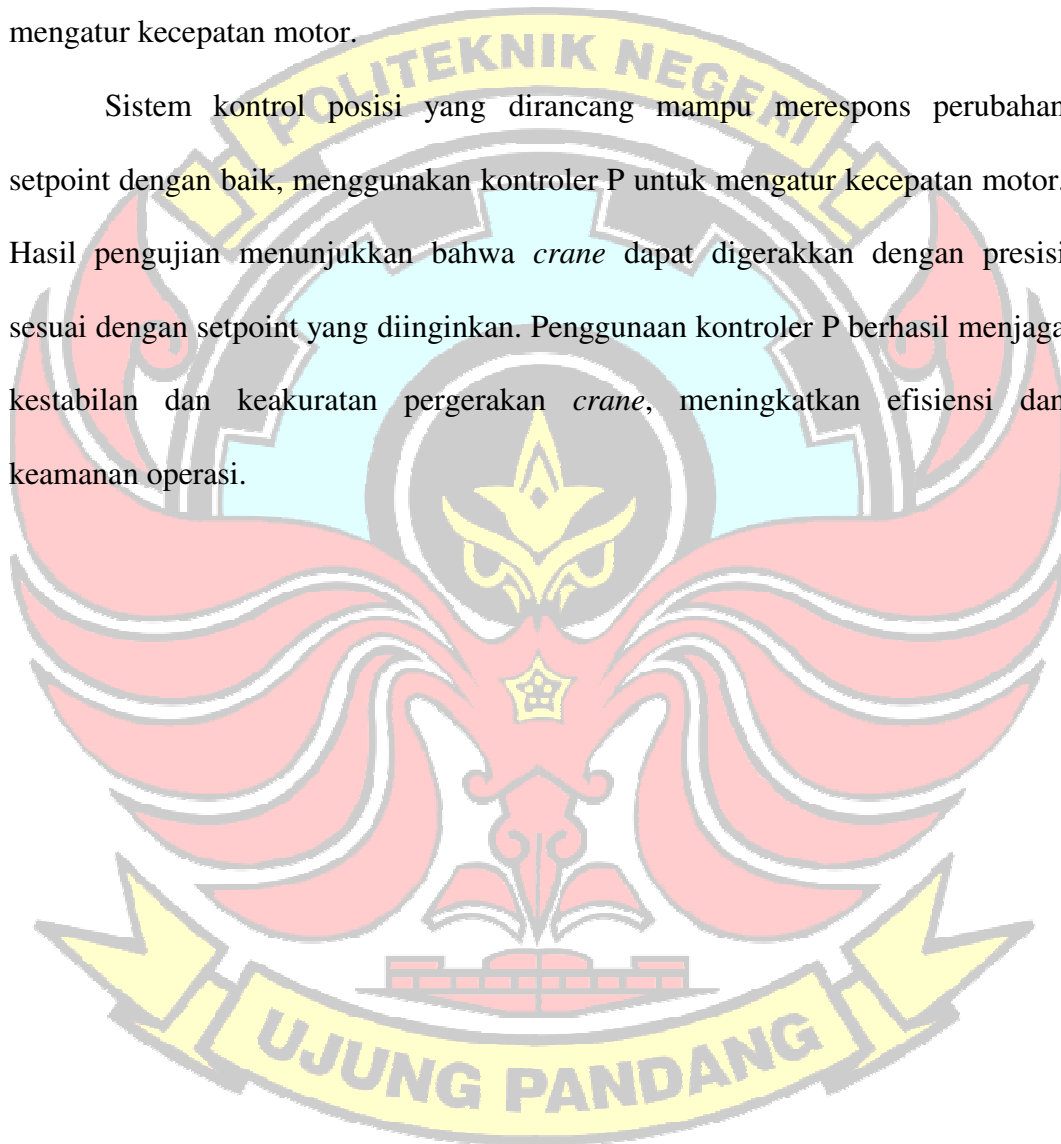 mengatur kecepatan motor.
POLITEKNIK NEGERI
Sistem kontrol posisi yang dirancang mampu merespons perubahan
setpoint dengan baik, menggunakan kontroler P untuk mengatur kecepatan motor.
Hasil pengujian menunjukkan bahwa crane dapat digerakkan dengan presisi
sesuai dengan setpoint yang diinginkan. Penggunaan kontroler P berhasil menjaga
kestabilan dan keakuratan pergerakan crane, meningkatkan efisiensi dan
keamanan operasi.
UJUNG PANDANG